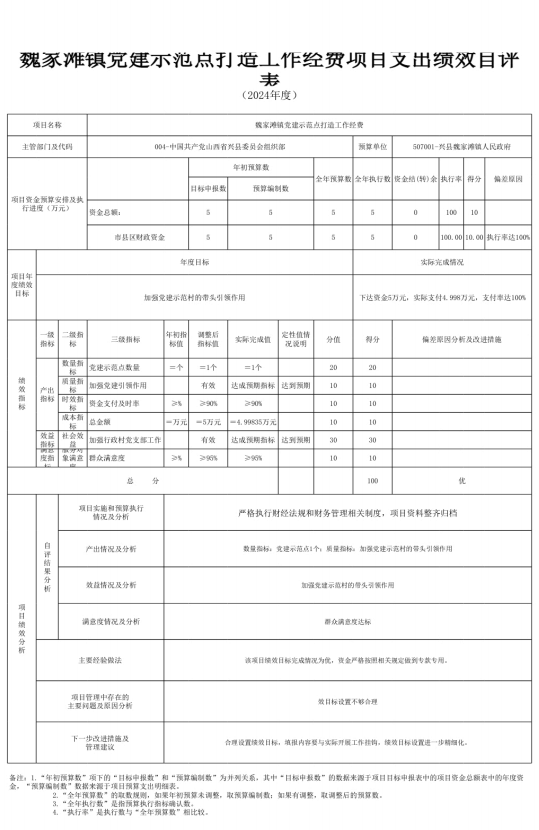 魏家滩镇党建示范点打造工作经费项目支出绩效自评
表
（2024年度）
项目名称 魏家滩镇党建示范点打造工作经费
主管部门及代码 004-中国共产党山西省兴县委员会组织部 预算单位 507001-兴县魏家滩镇人民政府
项目资金预算安排及执
行进度（万元）
年初预算数 全年预算数 全年执行数 资金结(转)余 执行率 得分 偏差原因
目标申报数 预算编制数
资金总额： 5 5 5 5 0 100 10
市县区财政资金 5 5 5 5 0 100.00 10.00 执行率达100%
项目年
度绩效
目标
年度目标 实际完成情况
加强党建示范村的带头引领作用 下达资金5万元，实际支付4.998万元，支付率达100%
绩
效
指
标
一级
指标
二级指
标
三级指标
年初指
标值
调整后
指标值
实际完成值
定性值情
况说明
分值 得分 偏差原因分析及改进措施
产出
指标
数量指
标
党建示范点数量 ＝个 ＝1个 ＝1个 20 20
质量指
标
加强党建引领作用 有效 达成预期指标 达到预期 10 10
时效指
标
资金支付及时率 ≥% ≥90% ≥90% 10 10
成本指
标
总金额 ＝万元 ＝5万元 ＝4.99835万元 10 10
效益
指标
社会效
益
加强行政村党支部工作 有效 达成预期指标 达到预期 30 30
满意
度指
标
服务对
象满意
度
群众满意度 ≥% ≥95% ≥95% 10 10
总 分 100 优
项
目
绩
效
分
析
自
评
结
果
分
析
项目实施和预算执行
情况及分析
严格执行财经法规和财务管理相关制度，项目资料整齐归档
产出情况及分析 数量指标：党建示范点1个；质量指标：加强党建示范村的带头引领作用
效益情况及分析 加强党建示范村的带头引领作用
满意度情况及分析 群众满意度达标
主要经验做法 该项目绩效目标完成情况为优，资金严格按照相关规定做到专款专用。
项目管理中存在的
主要问题及原因分析
效目标设置不够合理
下一步改进措施及
管理建议
合理设置绩效目标，填报内容要与实际开展工作挂钩，绩效目标设置进一步精细化。
备注：1.“年初预算数”项下的“目标申报数”和“预算编制数”为并列关系，其中“目标申报数”的数据来源于项目目标申报表中的项目资金总额表中的年度资
金，“预算编制数”数据来源于项目预算支出明细表。
2.“全年预算数”的取数规则，如果年初预算未调整，取预算编制数；如果有调整，取调整后的预算数。
3.“全年执行数”是指预算执行指标确认数。
4.“执行率”是执行数与“全年预算数”相比较。